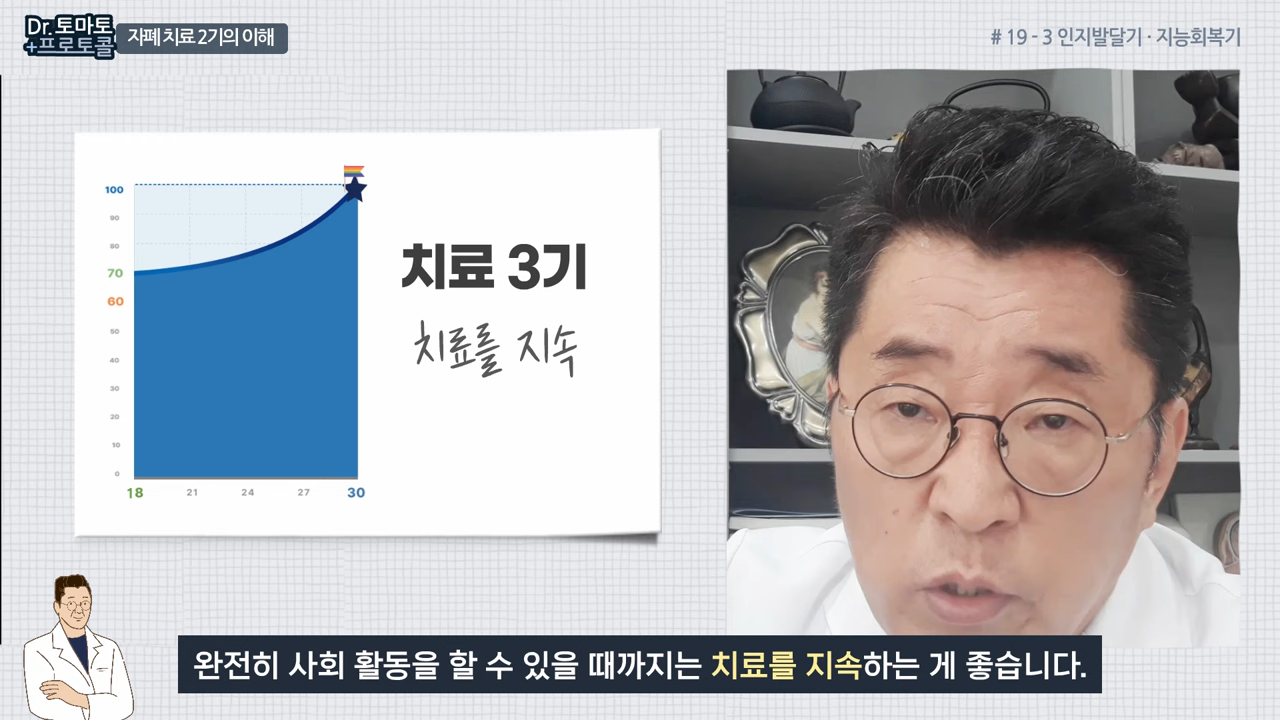 Dr. 토마토
+프로토콜
자폐 치료 2기의 이해
# 19 - 3 인지발달기 · 지능회복기
100
90
80
70
60
50
40
30
20
10
0
18 21 24 27 30
치료 3기
치료를 지속
완전히 사회 활동을 할 수 있을 때까지는 치료를 지속하는 게 좋습니다.